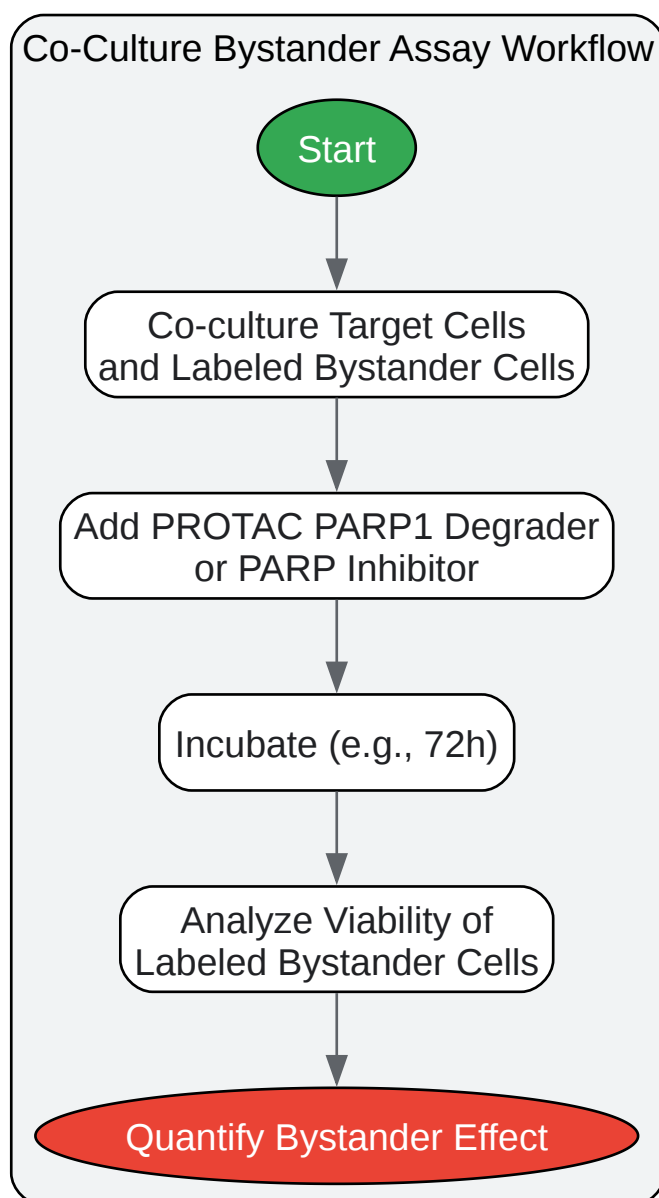 Co-Culture Bystander Assay Workflow
Start
Co-culture Target Cells
and Labeled Bystander Cells
Add PROTAC PARP1 Degrader
or PARP Inhibitor
Incubate (e.g., 72h)
Analyze Viability of
Labeled Bystander Cells
Quantify Bystander Effect